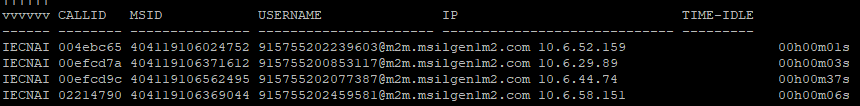 vvvvvv CALLID MSID USERNAME IP TIME-IDLE
------ -------- --------------- ---------------------- ----------------------------- ---------
IECNAI 004ebc65 404119106024752 915755202239603@m2m.msilgen1m2.com 10.6.52.159 00h00m01s
IECNAI 00efcd7a 404119106371612 915755200853117@m2m.msilgen1m2.com 10.6.29.89 00h00m03s
IECNAI 00efcd9c 404119106562495 915755202077387@m2m.msilgen1m2.com 10.6.44.74 00h00m37s
IECNAI 02214790 404119106369044 915755202459581@m2m.msilgen1m2.com 10.6.58.151 00h00m06s